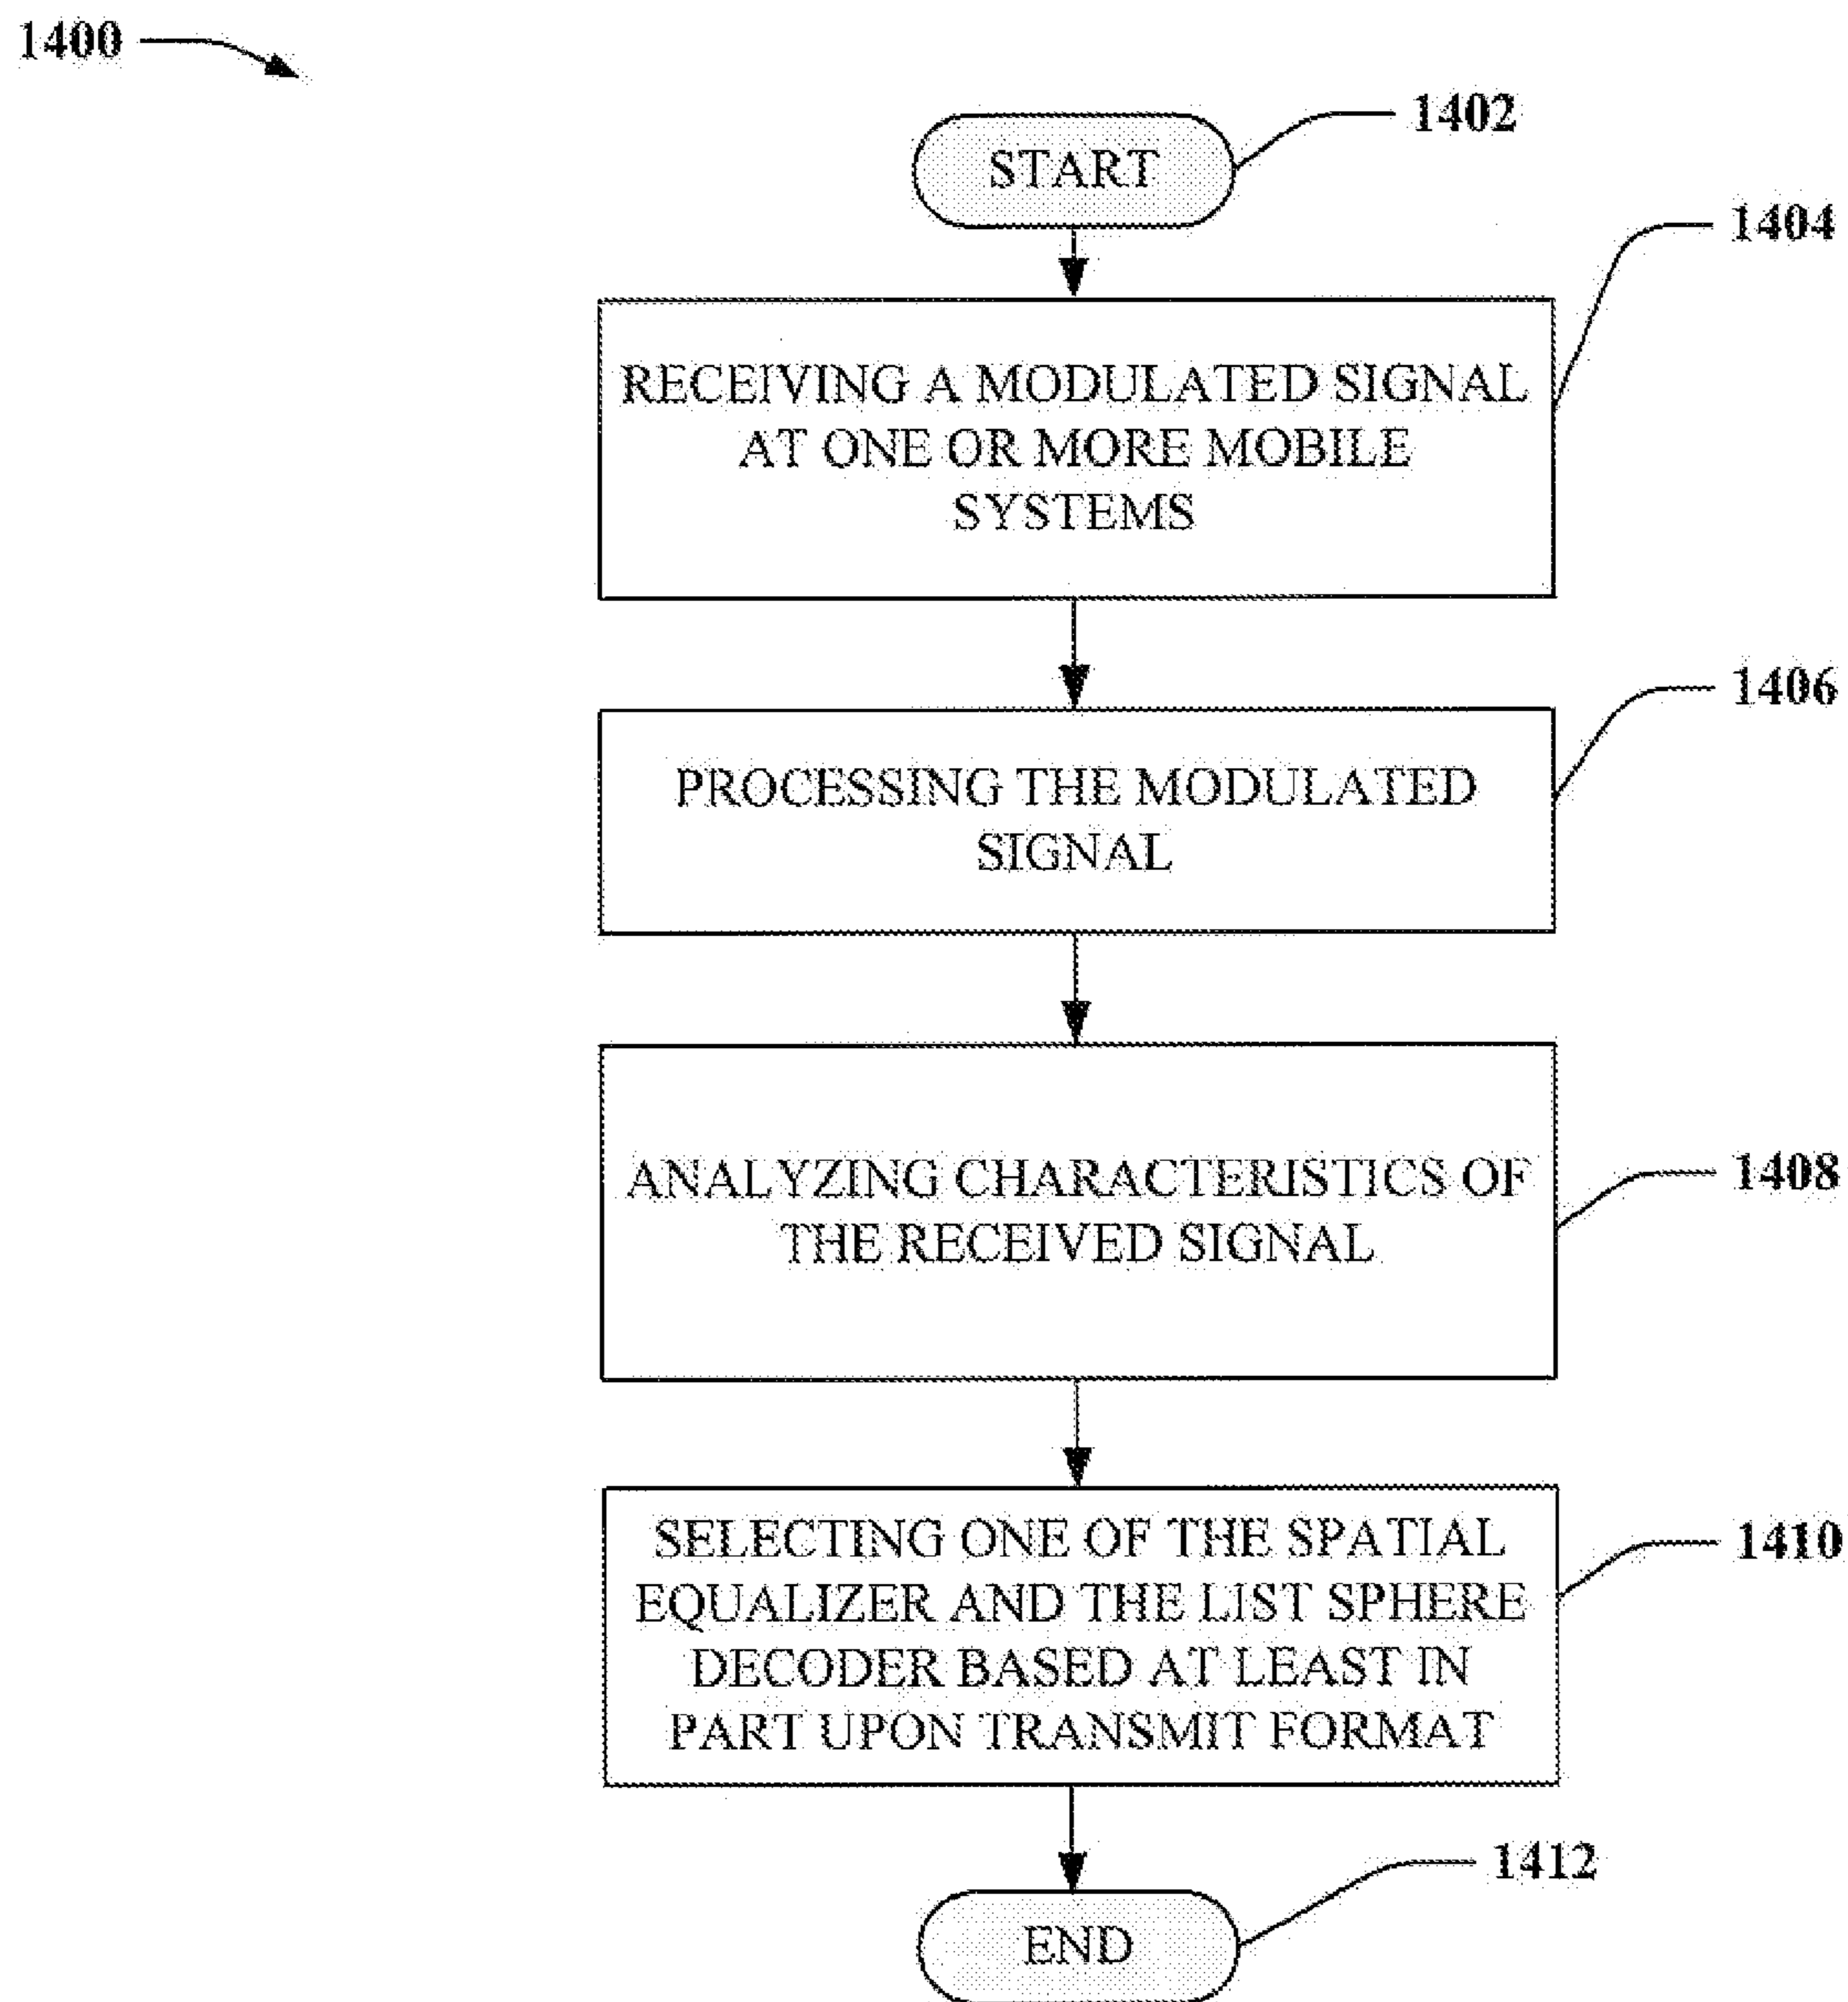 1400
1402
START
1404
RECEIVING A MODULATED SIGNAL
AT ONE OR MORE MOBILE
SYSTEMS
1406
PROCESSING THE MODULATED
SIGNAL
1408
ANALYZING CHARACTERISTICS OF
THE RECEIVED SIGNAL
1410
SELECTING ONE OF THE SPATIAL
EQUALIZER AND THE LIST SPHERE
DECODER BASED AT LEAST IN
PART UPON TRANSMIT FORMAT
1412
END